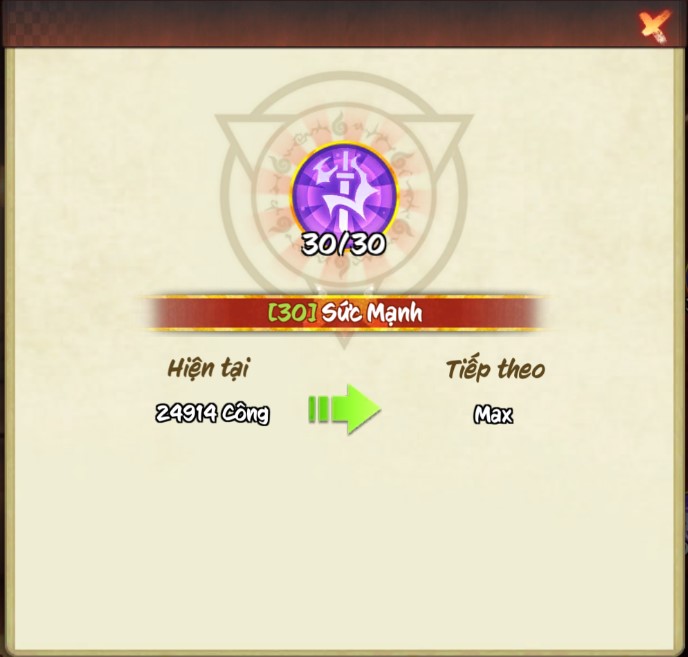 30/30
[30] Sức Mạnh
Hiện tại
Tiếp theo
24914 Công
Max